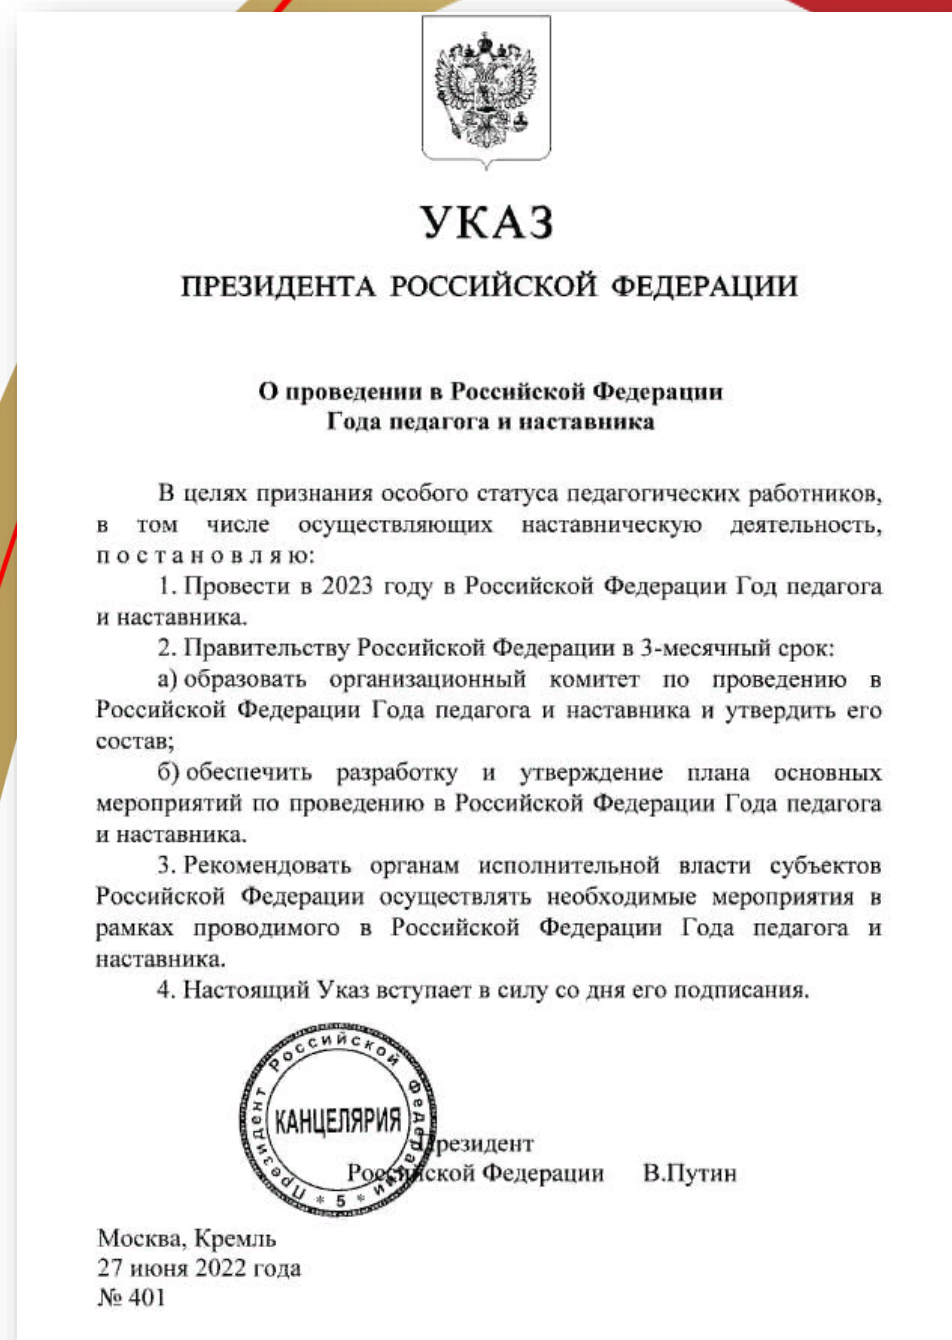 УКАЗ
ПРЕЗИДЕНТА РОССИЙСКОЙ ФЕДЕРАЦИИ
О проведении в Российской Федерации
Года педагога и наставника
В целях признания особого статуса педагогических работников,
в том числе осуществляющих наставническую деятельность,
п о с т а н о в л я ю:
1. Провести в 2023 году в Российской Федерации Год педагога
и наставника.
2. Правительству Российской Федерации в 3-месячный срок:
а) образовать организационный комитет по проведению в
Российской Федерации Года педагога и наставника и утвердить его
состав;
б) обеспечить разработку и утверждение плана основных
мероприятий по проведению в Российской Федерации Года педагога
и наставника.
3. Рекомендовать органам исполнительной власти субъектов
Российской Федерации осуществлять необходимые мероприятия в
рамках проводимого в Российской Федерации Года педагога и
наставника.
4. Настоящий Указ вступает в силу со дня его подписания.
Президент Российской Федерации
КАНЦЕЛЯРИЯ
* 5 *
Президент
Российской Федерации В.Путин
Москва, Кремль
27 июня 2022 года
№ 401